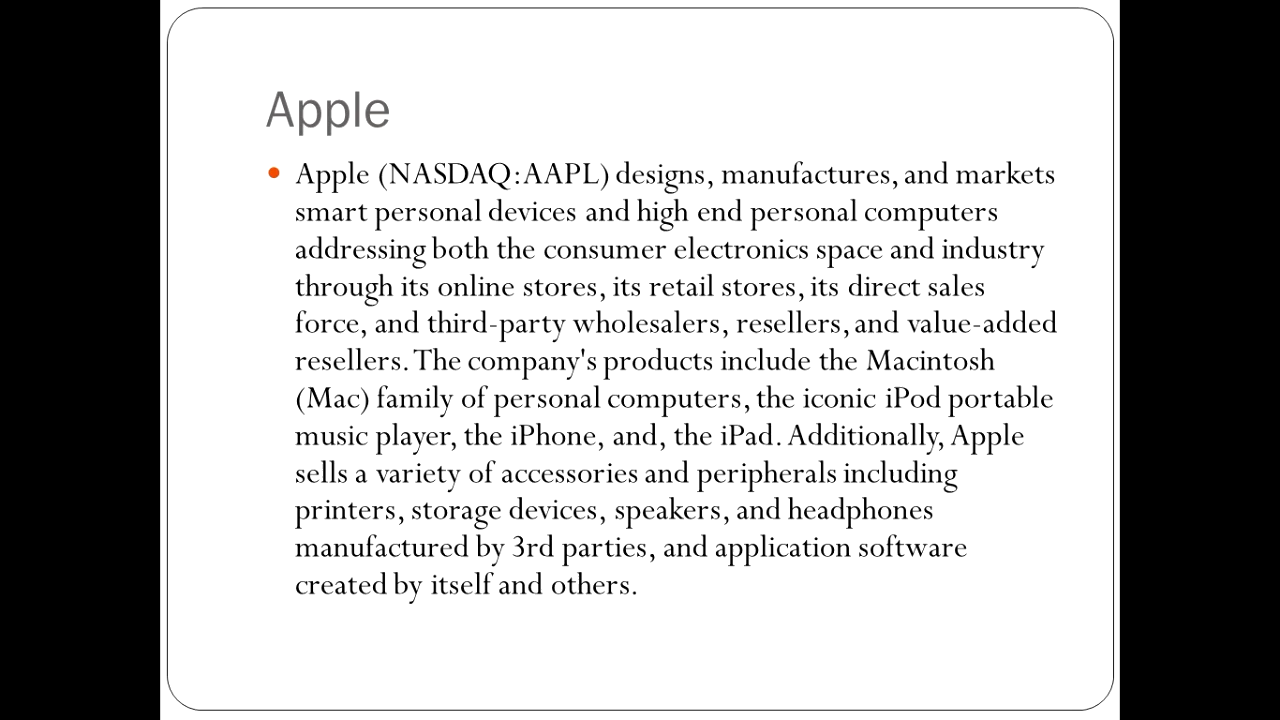 Apple
• Apple (NASDAQ:AAPL) designs, manufactures, and markets
smart personal devices and high end personal computers
addressing both the consumer electronics space and industry
through its online stores, its retail stores, its direct sales
force, and third-party wholesalers, resellers, and value-added
resellers. The company's products include the Macintosh
(Mac) family of personal computers, the iconic iPod portable
music player, the iPhone, and, the iPad. Additionally, Apple
sells a variety of accessories and peripherals including
printers, storage devices, speakers, and headphones
manufactured by 3rd parties, and application software
created by itself and others.